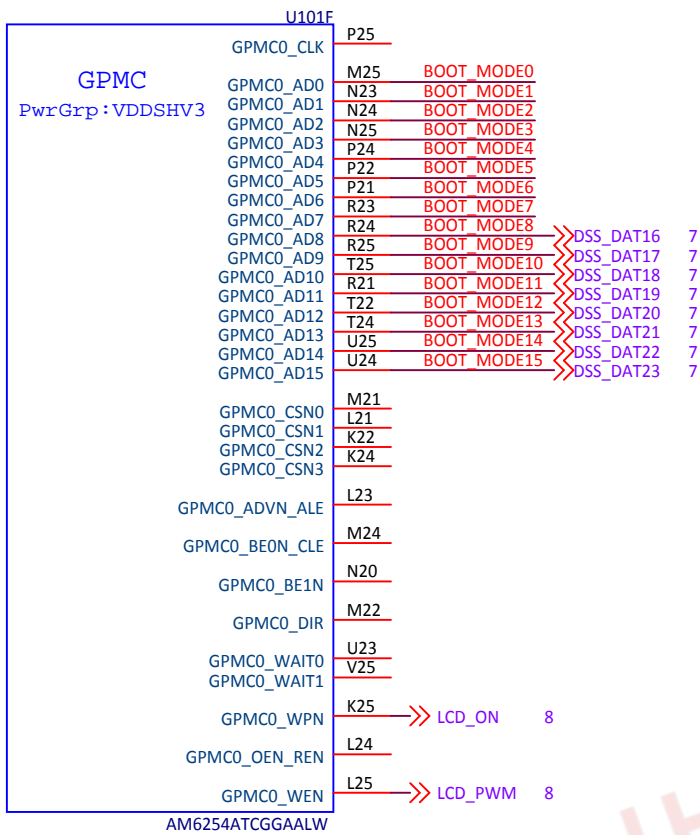 U101F
GPMC
PwrGrp:VDDSHV3
GPMC0_CLK P25
GPMC0_AD0 M25 BOOT_MODE0
GPMC0_AD1 N23 BOOT_MODE1
GPMC0_AD2 N24 BOOT_MODE2
GPMC0_AD3 N25 BOOT_MODE3
GPMC0_AD4 P24 BOOT_MODE4
GPMC0_AD5 P22 BOOT_MODE5
GPMC0_AD6 P21 BOOT_MODE6
GPMC0_AD7 R23 BOOT_MODE7
GPMC0_AD8 R24 BOOT_MODE8 DSS_DAT16 7
GPMC0_AD9 R25 BOOT_MODE9 DSS_DAT17 7
GPMC0_AD10 T25 BOOT_MODE10 DSS_DAT18 7
GPMC0_AD11 R21 BOOT_MODE11 DSS_DAT19 7
GPMC0_AD12 T22 BOOT_MODE12 DSS_DAT20 7
GPMC0_AD13 T24 BOOT_MODE13 DSS_DAT21 7
GPMC0_AD14 U25 BOOT_MODE14 DSS_DAT22 7
GPMC0_AD15 U24 BOOT_MODE15 DSS_DAT23 7
GPMC0_CSN0 M21
GPMC0_CSN1 L21
GPMC0_CSN2 K22
GPMC0_CSN3 K24
GPMC0_ADVN_ALE L23
GPMC0_BE0N_CLE M24
GPMC0_BE1N N20
GPMC0_DIR M22
GPMC0_WAIT0 U23
GPMC0_WAIT1 V25
GPMC0_WPN K25 LCD_ON 8
GPMC0_OEN_REN L24
GPMC0_WEN L25 LCD_PWM 8
AM6254ATCGGAALW